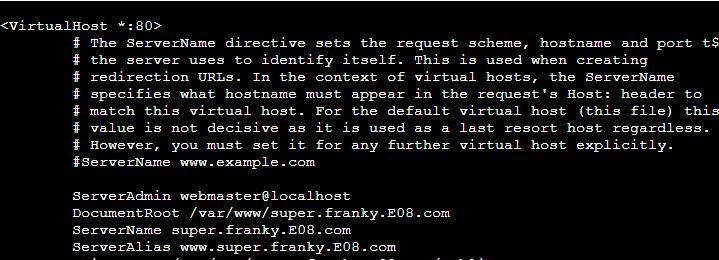 <VirtualHost *:80>
# The ServerName directive sets the request scheme, hostname and port t$
# the server uses to identify itself. This is used when creating
# redirection URLs. In the context of virtual hosts, the ServerName
# specifies what hostname must appear in the request's Host: header to
# match this virtual host. For the default virtual host (this file) this
# value is not decisive as it is used as a last resort host regardless.
# However, you must set it for any further virtual host explicitly.
#ServerName www.example.com
ServerAdmin webmaster@localhost
DocumentRoot /var/www/super.franky.E08.com
ServerName super.franky.E08.com
ServerAlias www.super.franky.E08.com